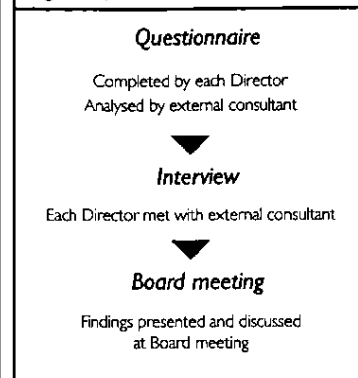 Questionnaire
Completed by each Director
Analysed by external consultant
Interview
Each Director met with external consultant
Board meeting
Findings presented and discussed
at Board meeting